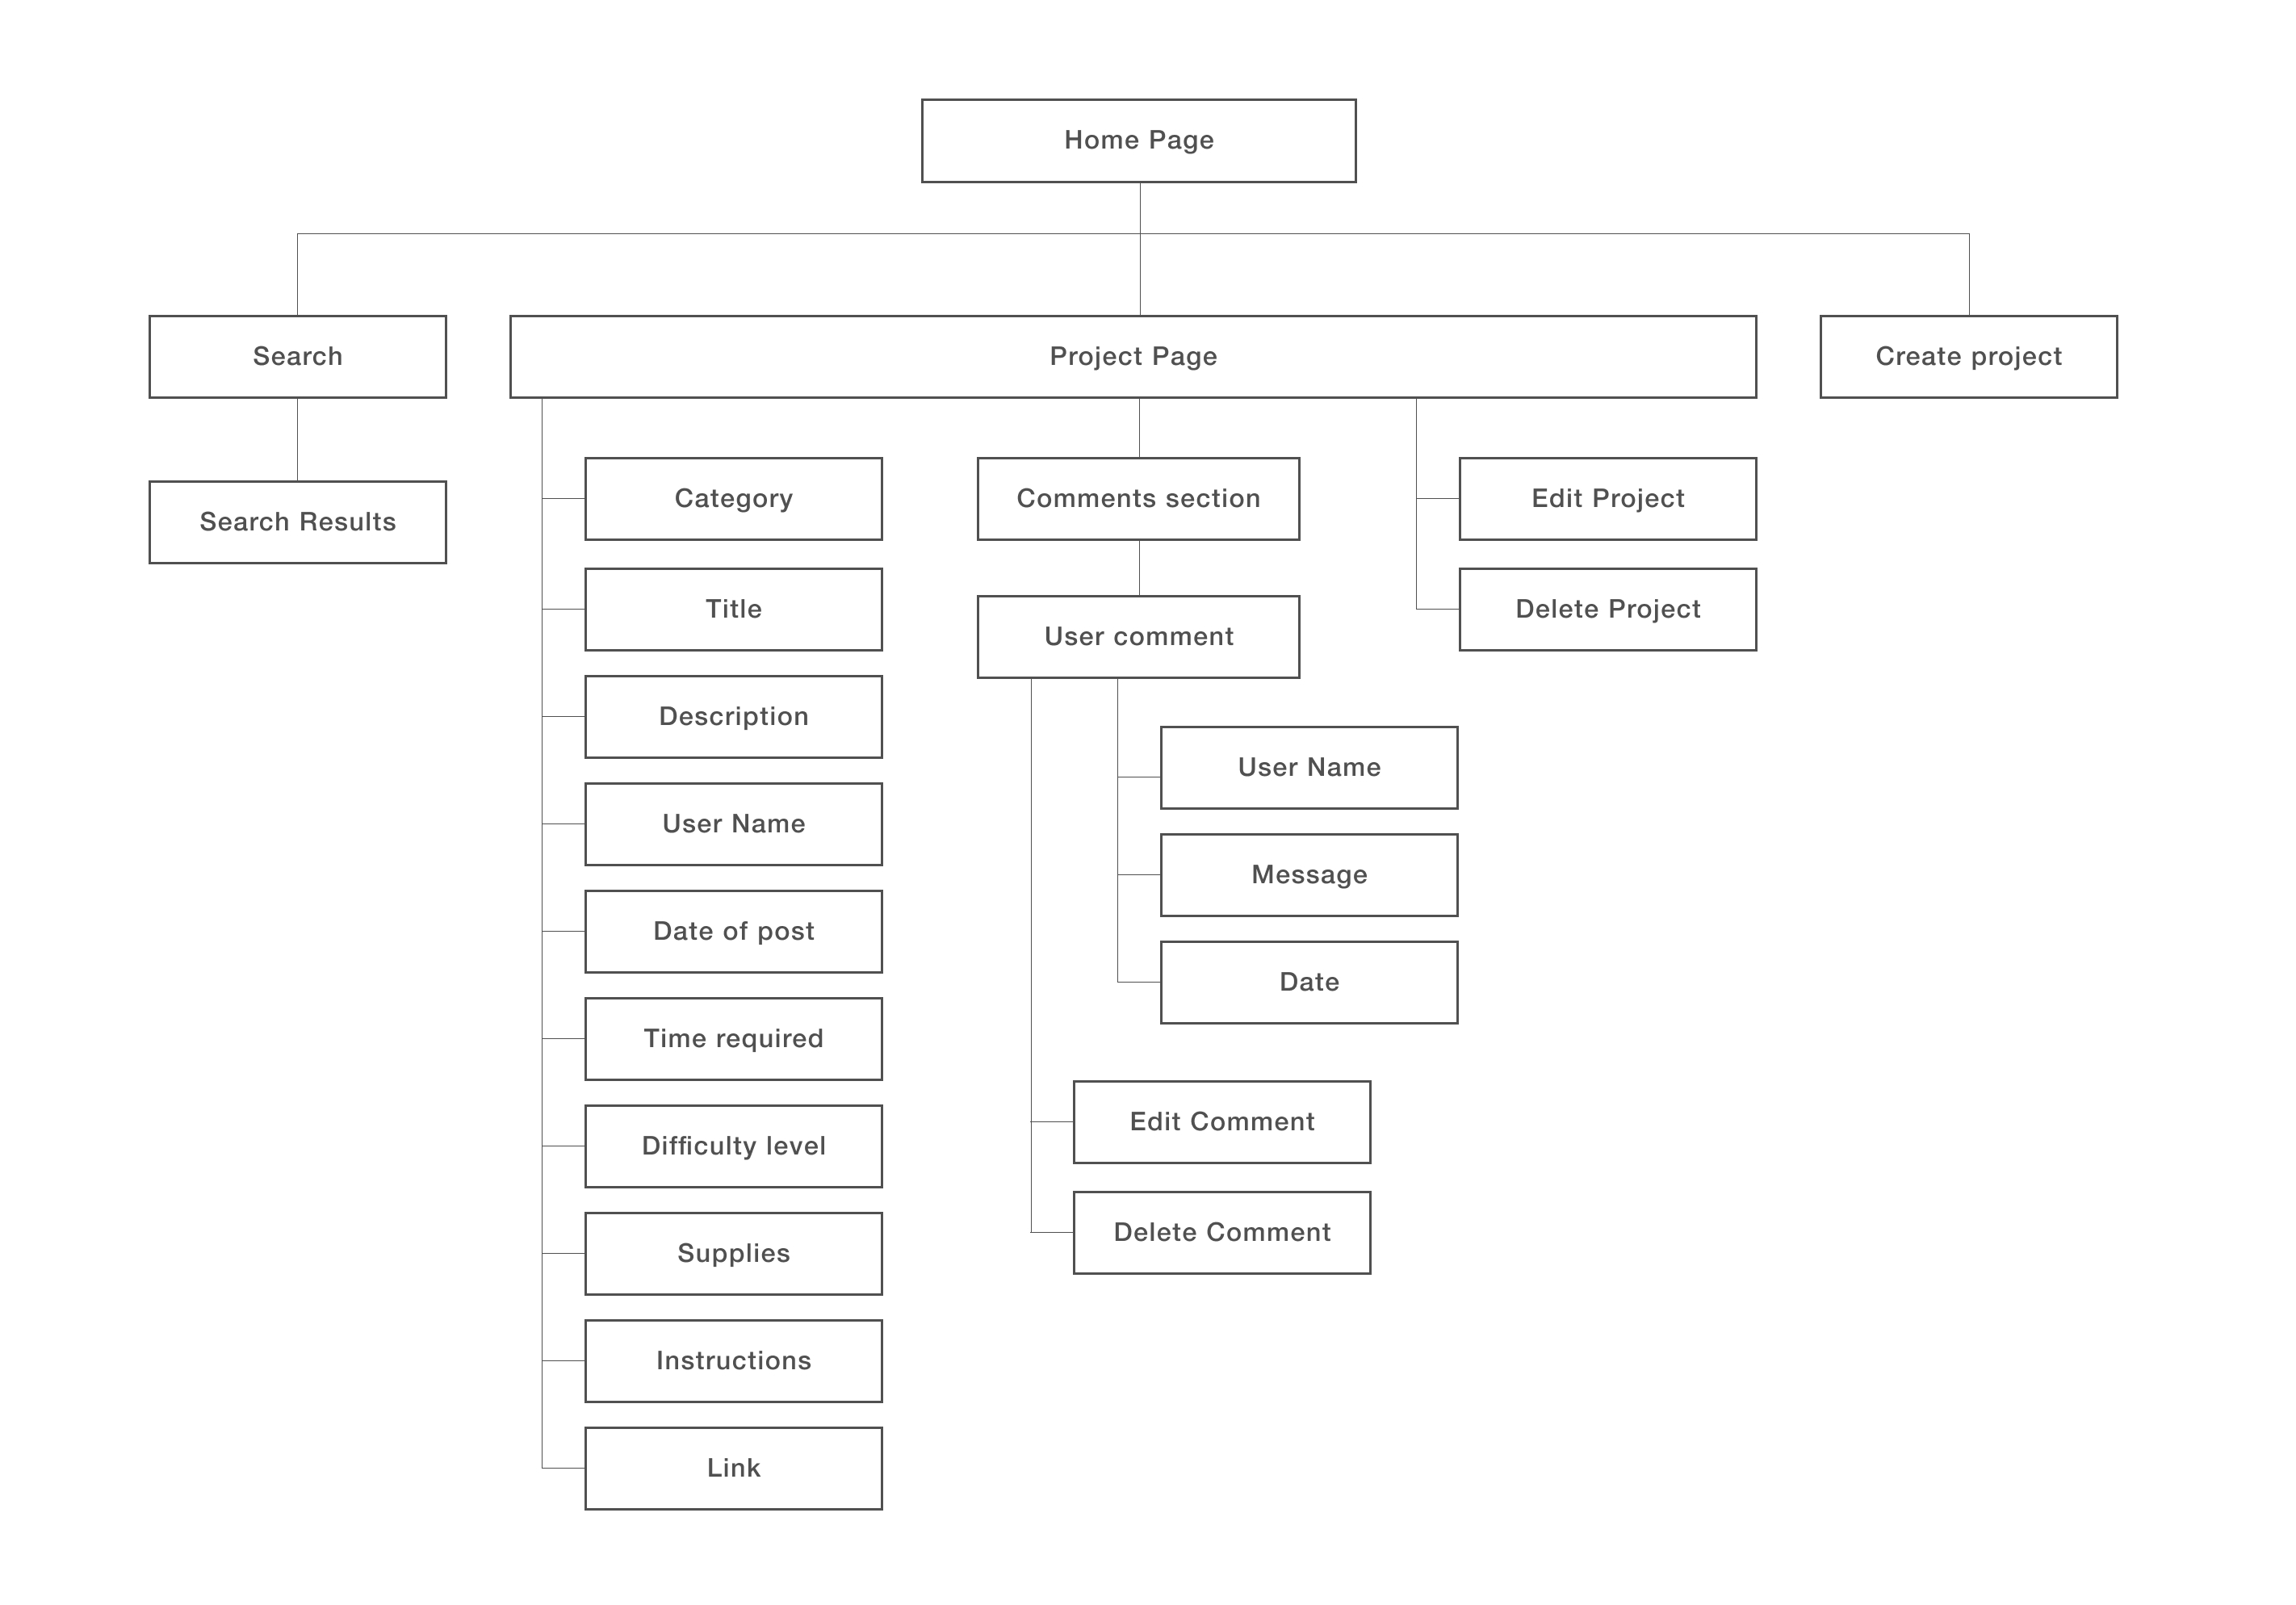 Home Page
Search
Project Page
Create project
Search Results
Category
Title
Description
User Name
Date of post
Time required
Difficulty level
Supplies
Instructions
Link
Comments section
User comment
User Name
Message
Date
Edit Comment
Delete Comment
Edit Project
Delete Project